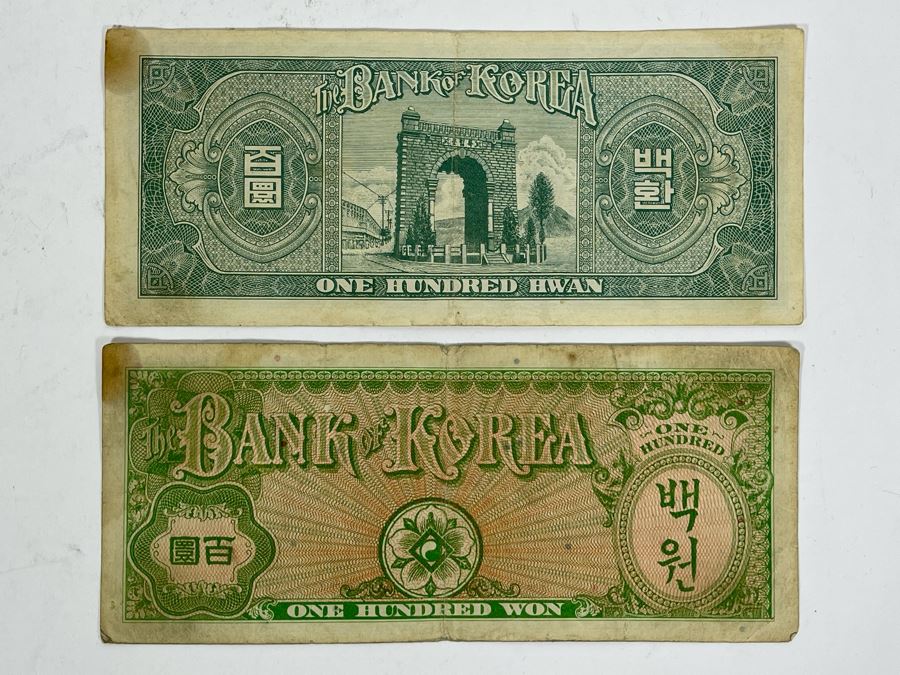 The BANK OF KOREA
百圜
백환
ONE HUNDRED HWAN
The BANK OF KOREA
ONE
HUNDRED
백원
百圜
ONE HUNDRED WON